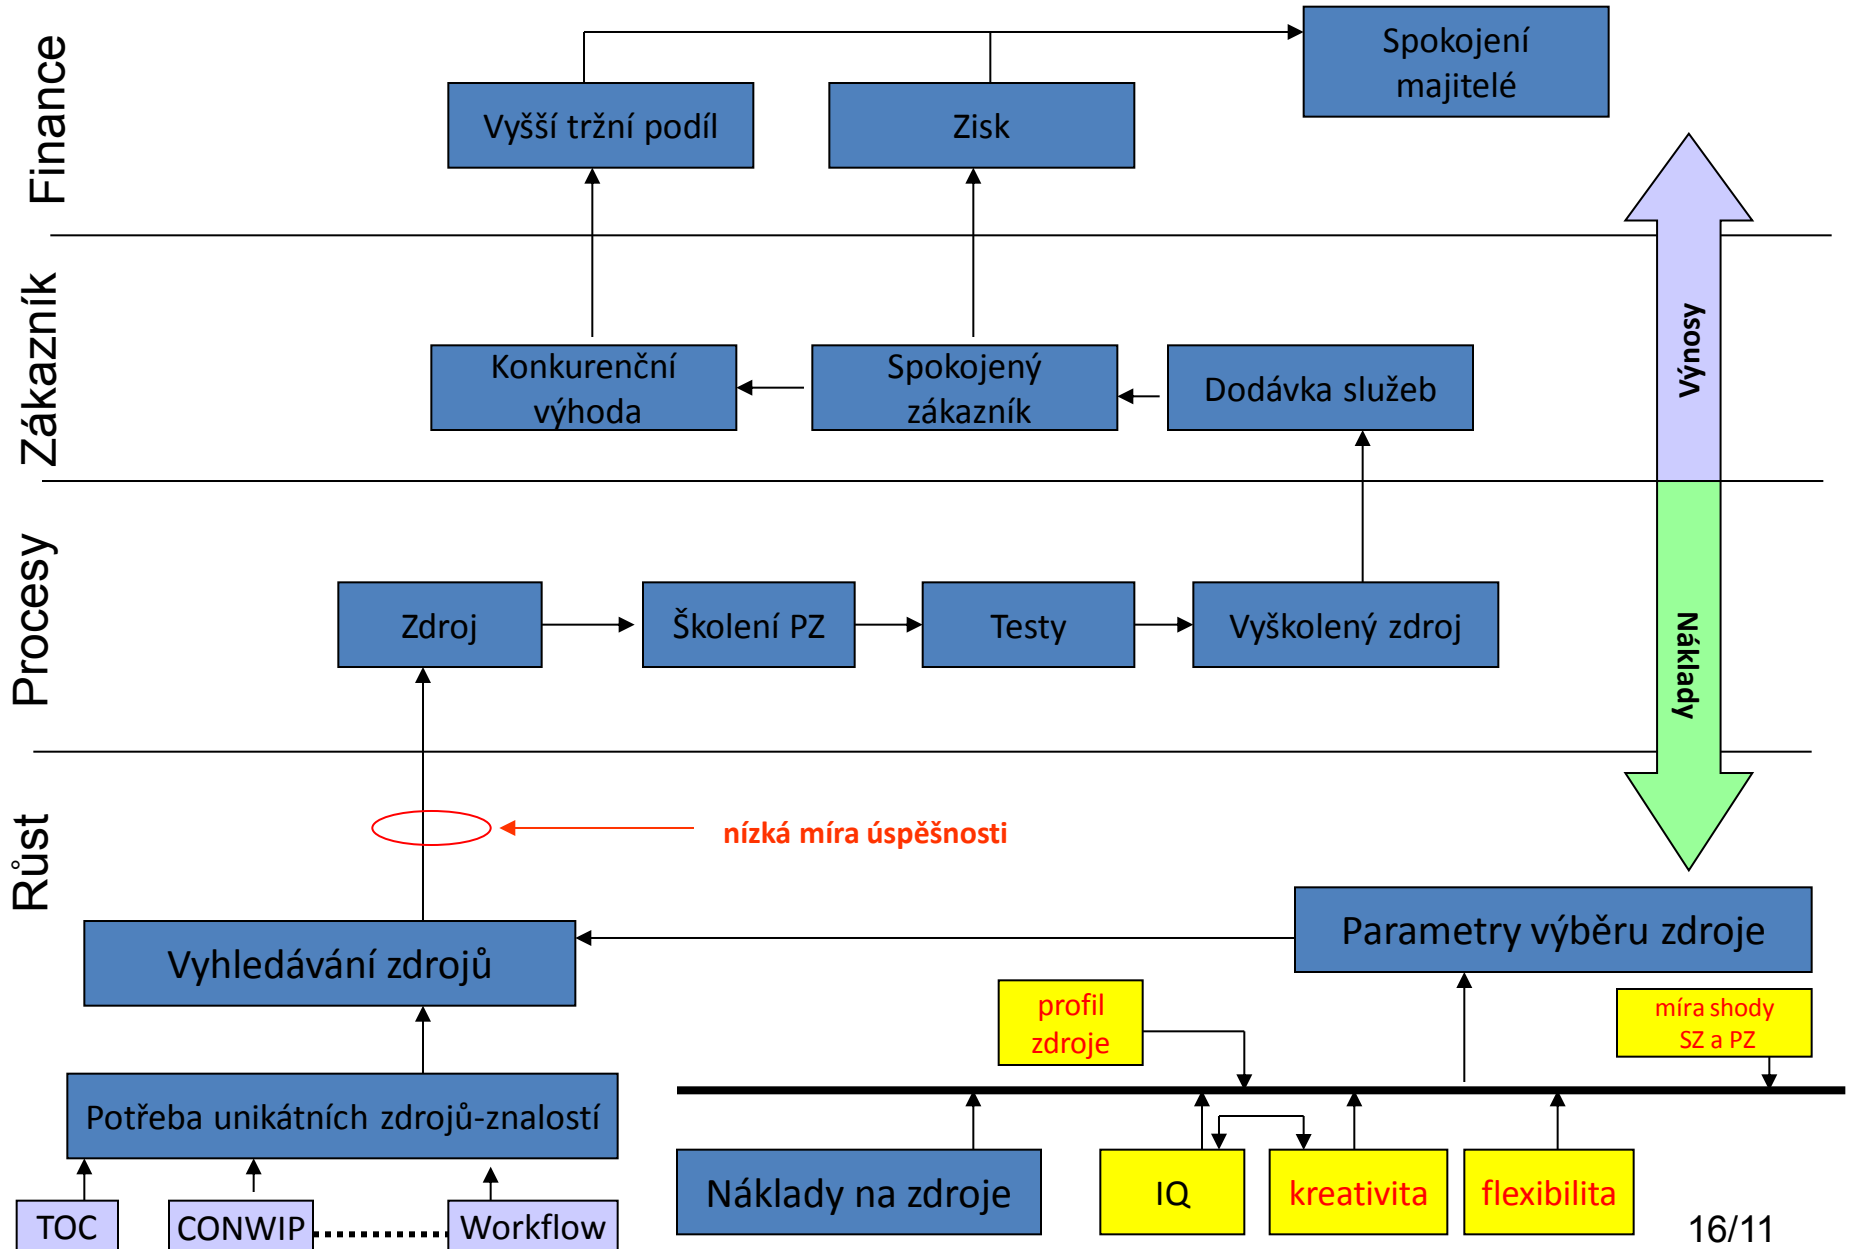 Finance
Spokojení
majitelé
Vyšší tržní podíl
Zisk
Zákazník
Konkurenční
výhoda
Spokojený
zákazník
Dodávka služeb
Výnosy
Procesy
Zdroj
Školení PZ
Testy
Vyškolený zdroj
Náklady
Růst
nízká míra úspěšnosti
Vyhledávání zdrojů
Parametry výběru zdroje
profil
zdroje
míra shody
SZ a PZ
Potřeba unikátních zdrojů-znalostí
Náklady na zdroje
IQ
kreativita
flexibilita
TOC
CONWIP
Workflow
16/11